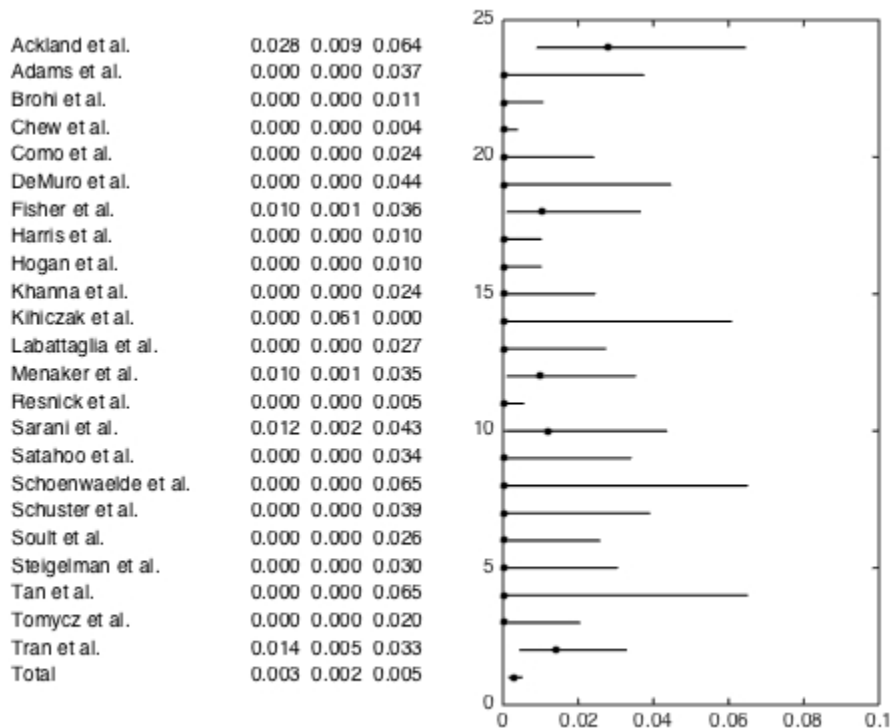 Ackland et al. 0.028 0.009 0.064
Adams et al. 0.000 0.000 0.037
Brohi et al. 0.000 0.000 0.011
Chew et al. 0.000 0.000 0.004
Como et al. 0.000 0.000 0.024
DeMuro et al. 0.000 0.000 0.044
Fisher et al. 0.010 0.001 0.036
Harris et al. 0.000 0.000 0.010
Hogan et al. 0.000 0.000 0.010
Khanna et al. 0.000 0.000 0.024
Kihiczak et al. 0.000 0.061 0.000
Labattaglia et al. 0.000 0.000 0.027
Menaker et al. 0.010 0.001 0.035
Resnick et al. 0.000 0.000 0.005
Sarani et al. 0.012 0.002 0.043
Satahoo et al. 0.000 0.000 0.034
Schoenwaelde et al. 0.000 0.000 0.065
Schuster et al. 0.000 0.000 0.039
Soult et al. 0.000 0.000 0.026
Steigelman et al. 0.000 0.000 0.030
Tan et al. 0.000 0.000 0.065
Tomycz et al. 0.000 0.000 0.020
Tran et al. 0.014 0.005 0.033
Total 0.003 0.002 0.005
25
20
15
10
5
0
0 0.02 0.04 0.06 0.08 0.1